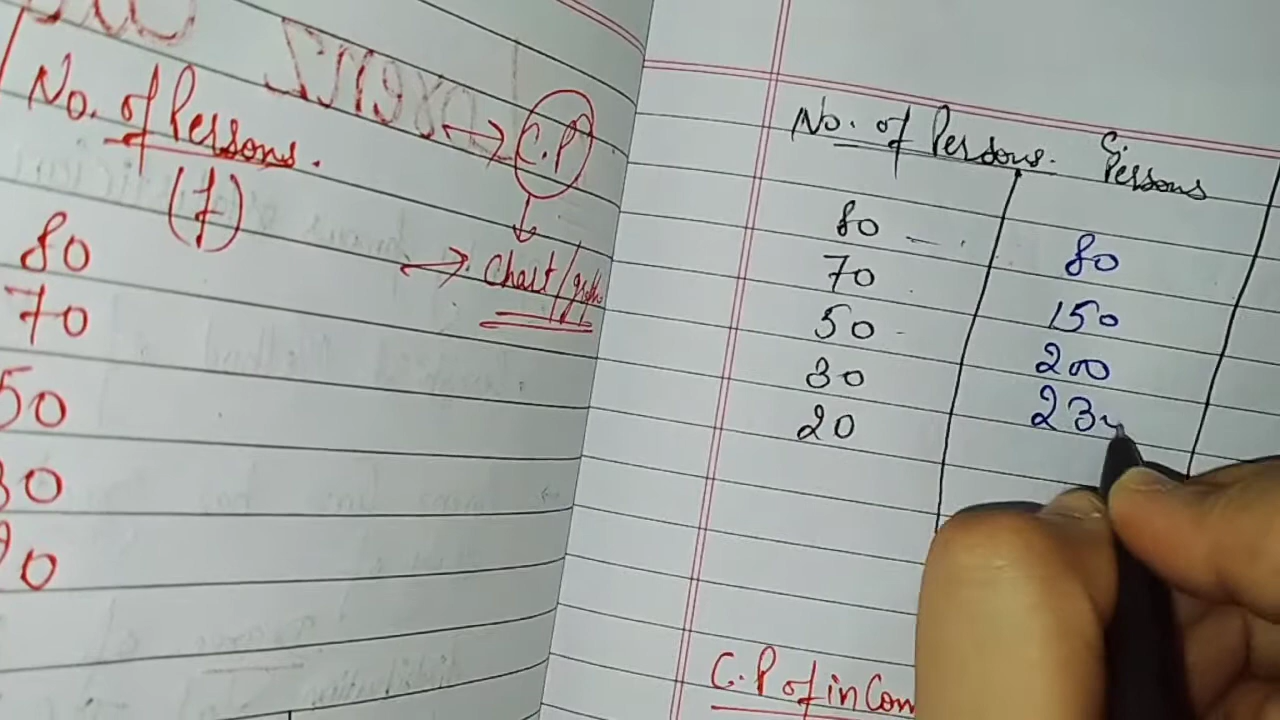 No. of Persons.
(f)
80
70
50
30
→ C.P
→ Chart/graph
No. of Persons. C. Persons
80 80
70 150
50 200
30 23
20
C.P of in Com